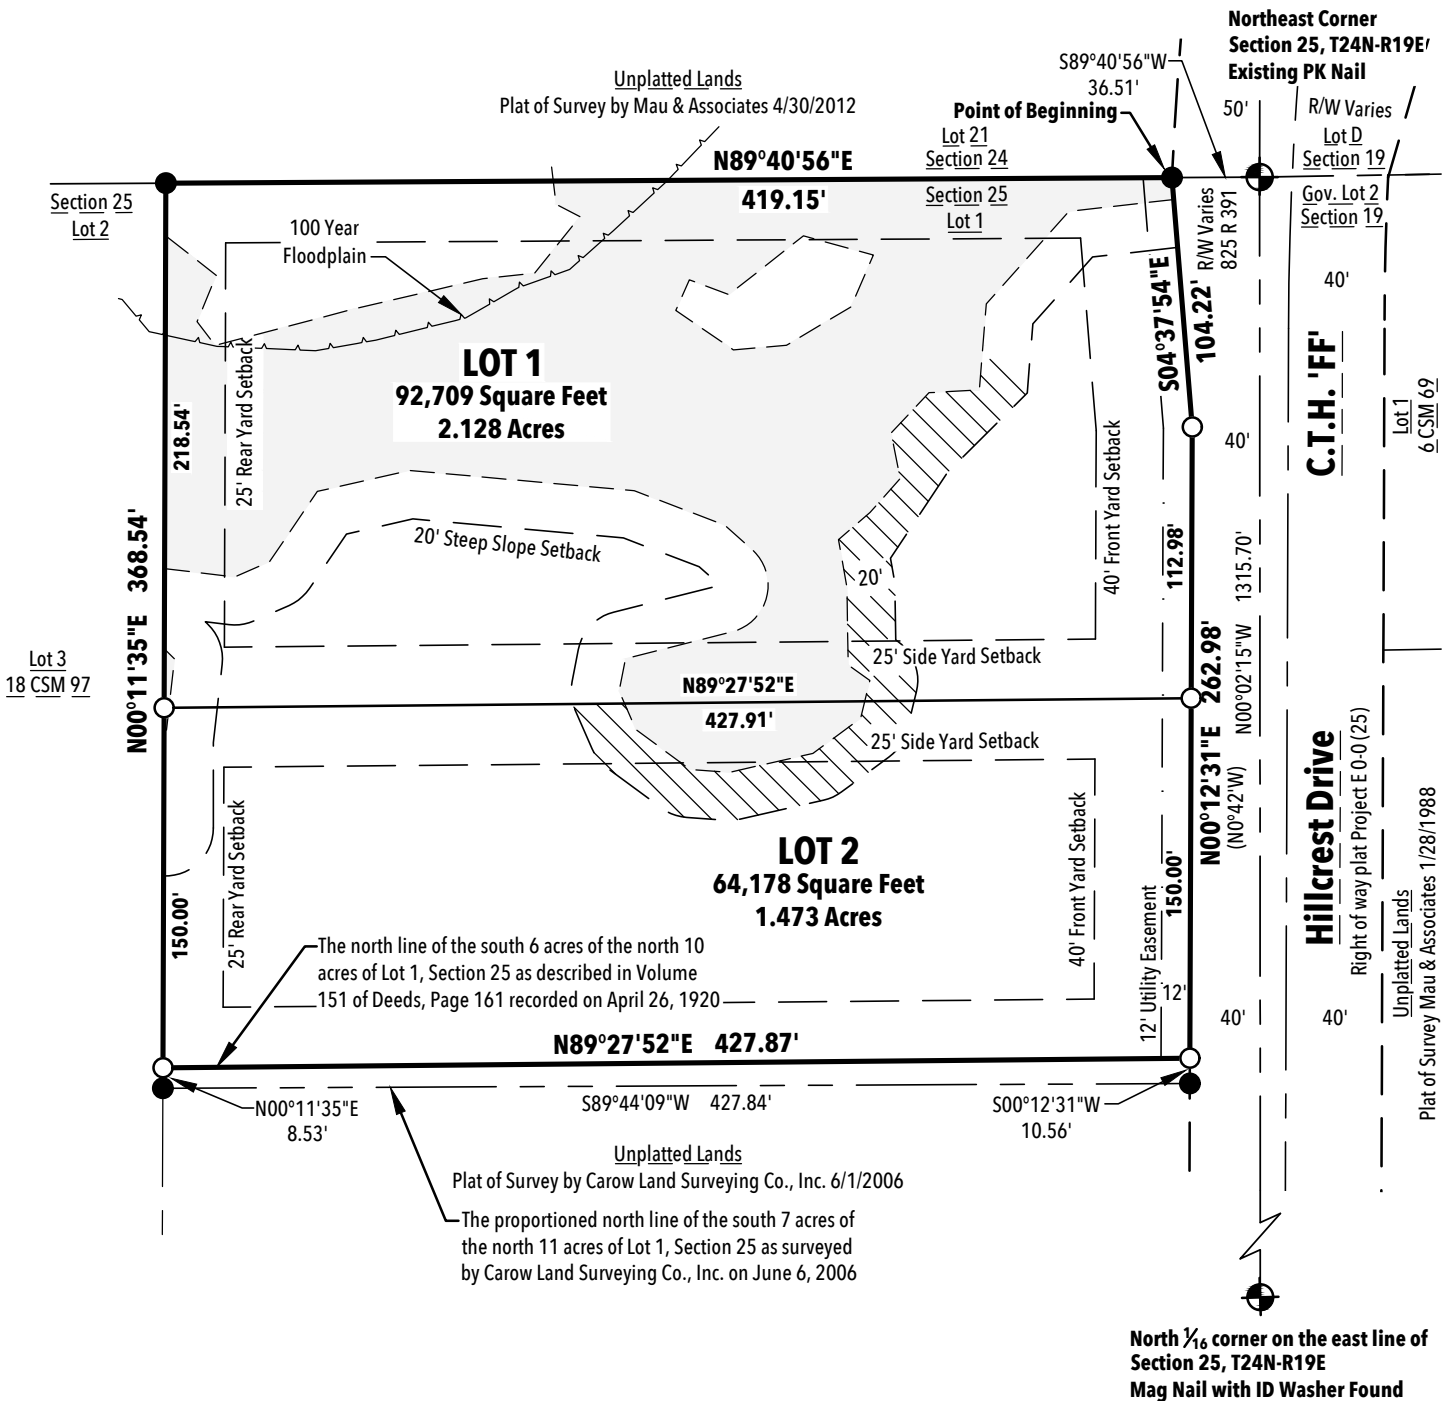 Northeast Corner
Section 25, T24N-R19E
Existing PK Nail
S89°40'56"W
36.51'
Unplatted Lands
Plat of Survey by Mau & Associates 4/30/2012
Point of Beginning
50'
R/W Varies
Lot 21
Section 24
Lot D
Section 19
N89°40'56"E
419.15'
Section 25
Lot 1
Gov. Lot 2
Section 19
Section 25
Lot 2
R/W Varies
825 R 391
100 Year
Floodplain
40'
S04°37'54"E
104.22'
LOT 1
92,709 Square Feet
2.128 Acres
25' Rear Yard Setback
218.54'
C.T.H. 'FF'
Lot 1
6 CSM 69
40'
40' Front Yard Setback
20' Steep Slope Setback
N00°11'35"E 368.54'
20'
112.98'
1315.70'
N00°02'15"W
25' Side Yard Setback
Lot 3
18 CSM 97
N89°27'52"E
427.91'
262.98'
N00°12'31"E
(N0°42'W)
25' Side Yard Setback
Hillcrest Drive
Right of way plat Project E 0-0 (25)
LOT 2
64,178 Square Feet
1.473 Acres
25' Rear Yard Setback
150.00'
40' Front Yard Setback
150.00'
12' Utility Easement
12'
Unplatted Lands
Plat of Survey Mau & Associates 1/28/1988
The north line of the south 6 acres of the north 10
acres of Lot 1, Section 25 as described in Volume
151 of Deeds, Page 161 recorded on April 26, 1920
40'
40'
N89°27'52"E 427.87'
N00°11'35"E
8.53'
S89°44'09"W 427.84'
S00°12'31"W
10.56'
Unplatted Lands
Plat of Survey by Carow Land Surveying Co., Inc. 6/1/2006
The proportioned north line of the south 7 acres of
the north 11 acres of Lot 1, Section 25 as surveyed
by Carow Land Surveying Co., Inc. on June 6, 2006
North 1/16 corner on the east line of
Section 25, T24N-R19E
Mag Nail with ID Washer Found